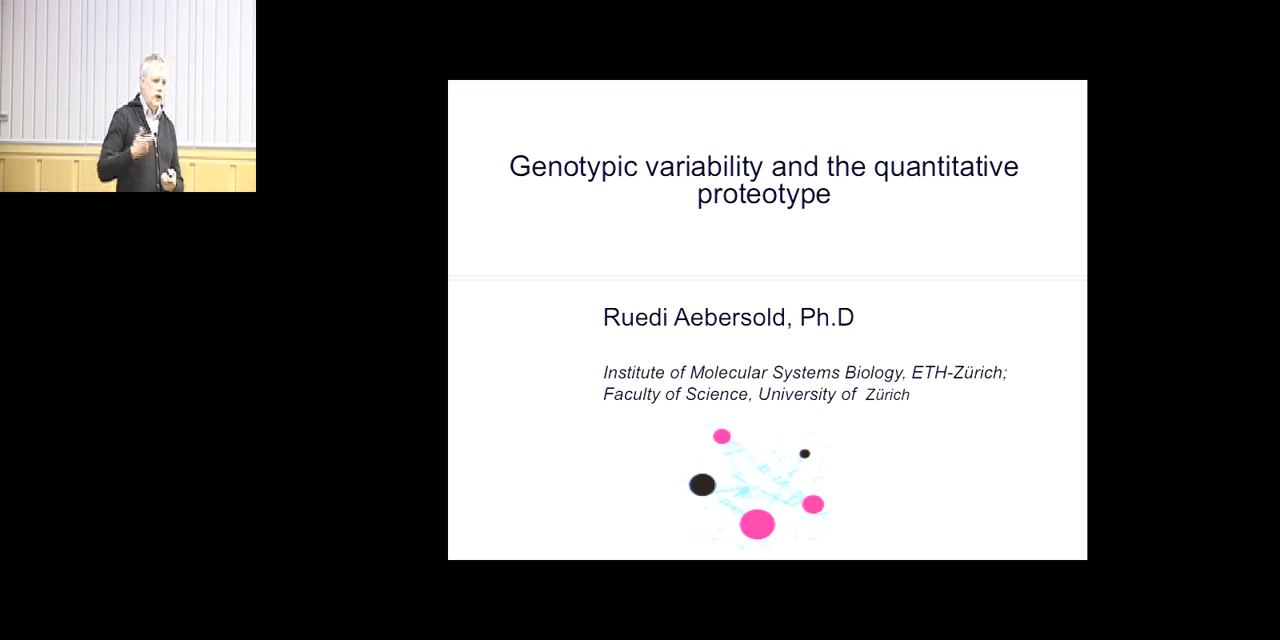 Genotypic variability and the quantitative
proteotype
Ruedi Aebersold, Ph.D
Institute of Molecular Systems Biology, ETH-Zürich;
Faculty of Science, University of Zürich